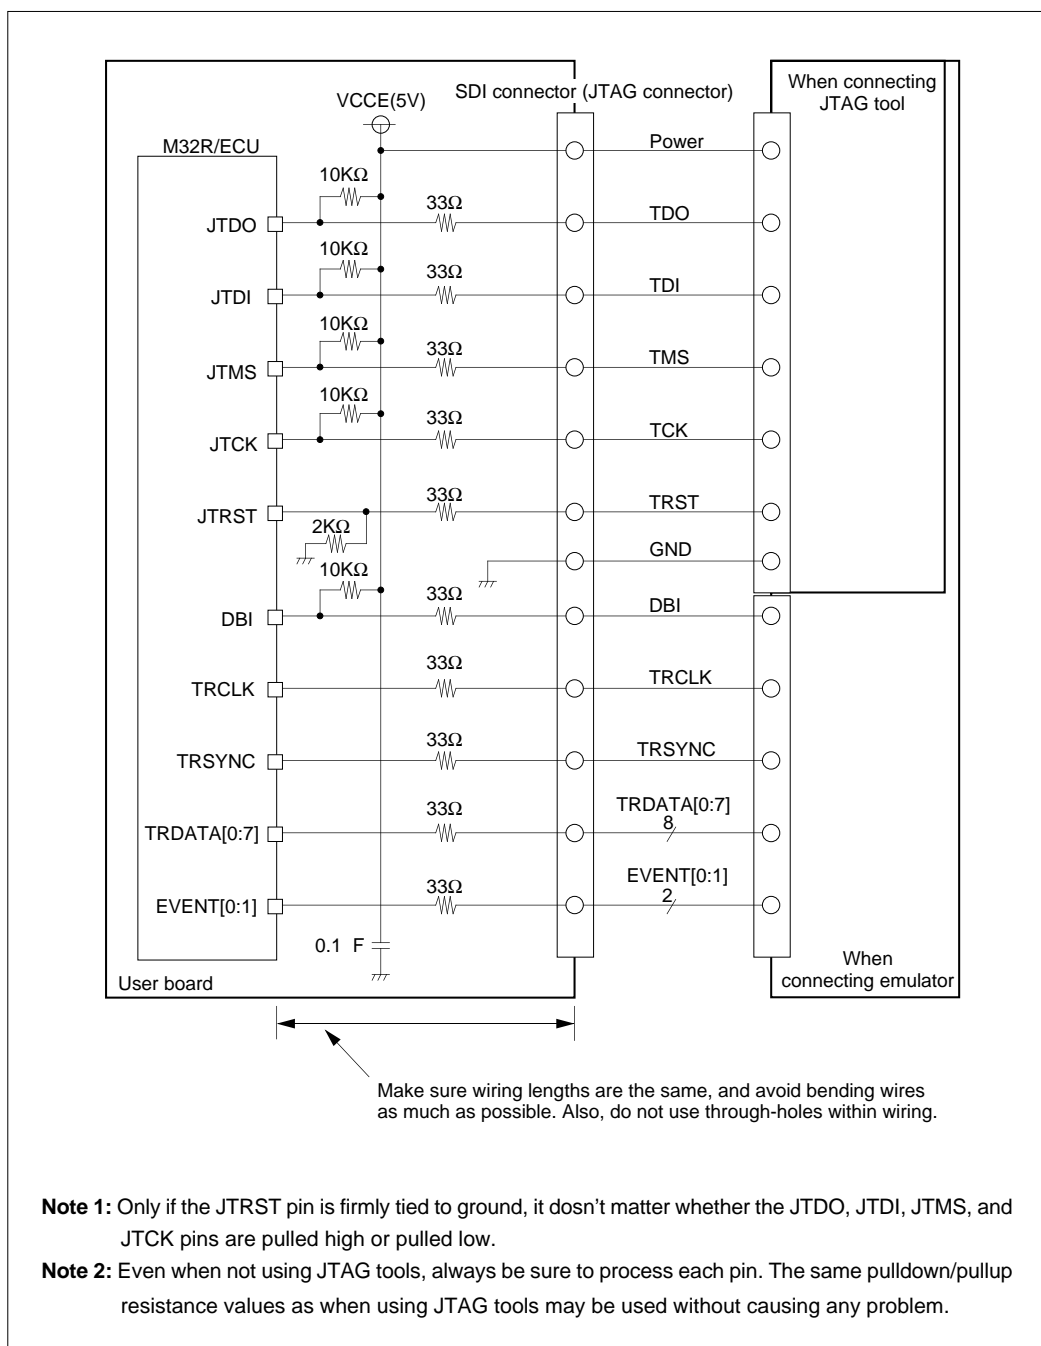 SDI connector (JTAG connector)
When connecting
JTAG tool
VCCE(5V)
Power
M32R/ECU
10KΩ
33Ω
JTDO
TDO
10KΩ
33Ω
JTDI
TDI
10KΩ
33Ω
JTMS
TMS
10KΩ
33Ω
JTCK
TCK
33Ω
JTRST
TRST
2KΩ
GND
10KΩ
33Ω
DBI
DBI
33Ω
TRCLK
TRCLK
33Ω
TRSYNC
TRSYNC
33Ω
TRDATA[0:7]
TRDATA[0:7]
8
33Ω
EVENT[0:1]
EVENT[0:1]
2
0.1 F
User board
When
connecting emulator
Make sure wiring lengths are the same, and avoid bending wires
as much as possible. Also, do not use through-holes within wiring.
Note 1: Only if the JTRST pin is firmly tied to ground, it dosn't matter whether the JTDO, JTDI, JTMS, and
JTCK pins are pulled high or pulled low.
Note 2: Even when not using JTAG tools, always be sure to process each pin. The same pulldown/pullup
resistance values as when using JTAG tools may be used without causing any problem.